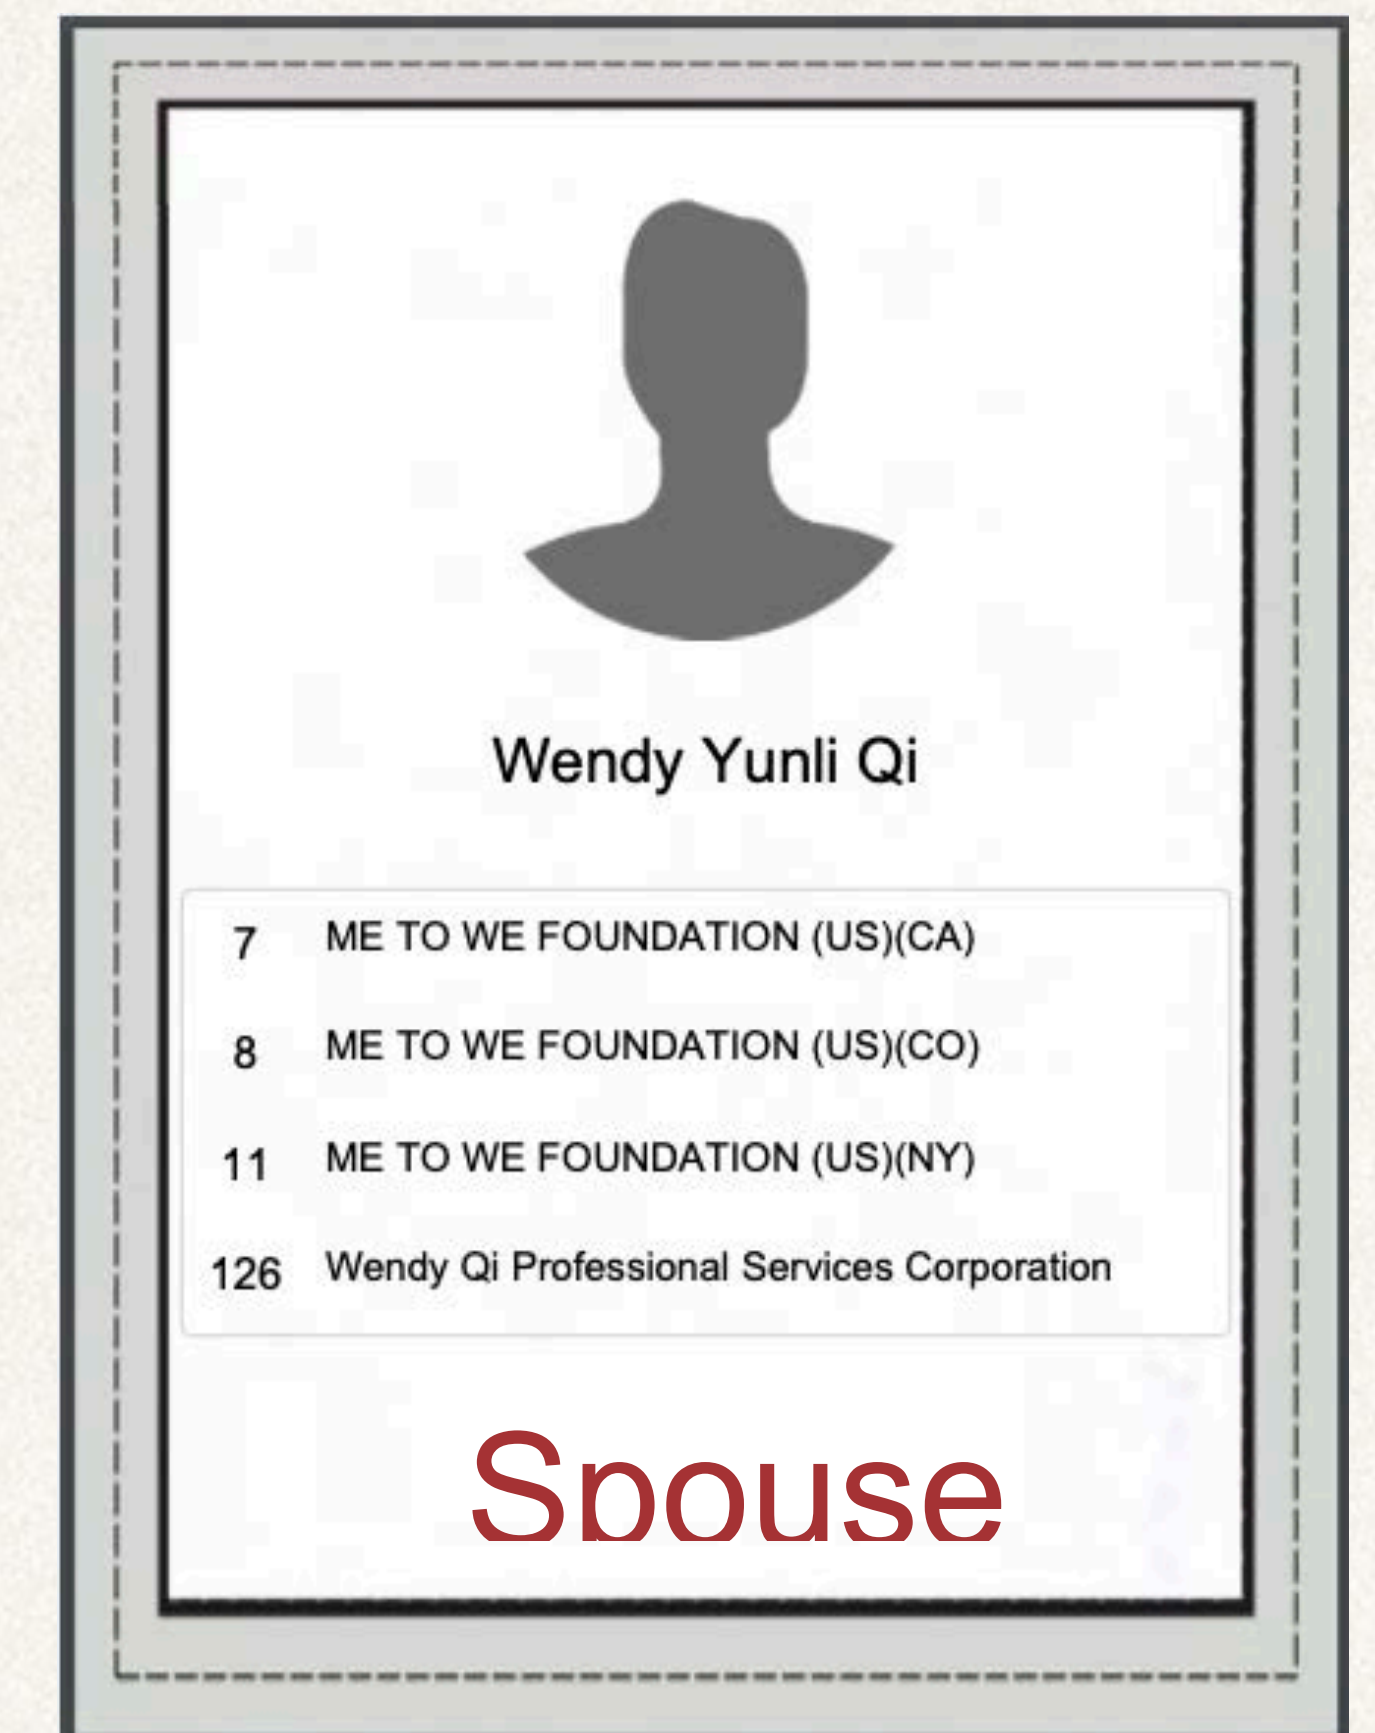 Wendy Yunli Qi
7 ME TO WE FOUNDATION (US)(CA)
8 ME TO WE FOUNDATION (US)(CO)
11 ME TO WE FOUNDATION (US)(NY)
126 Wendy Qi Professional Services Corporation
Spouse